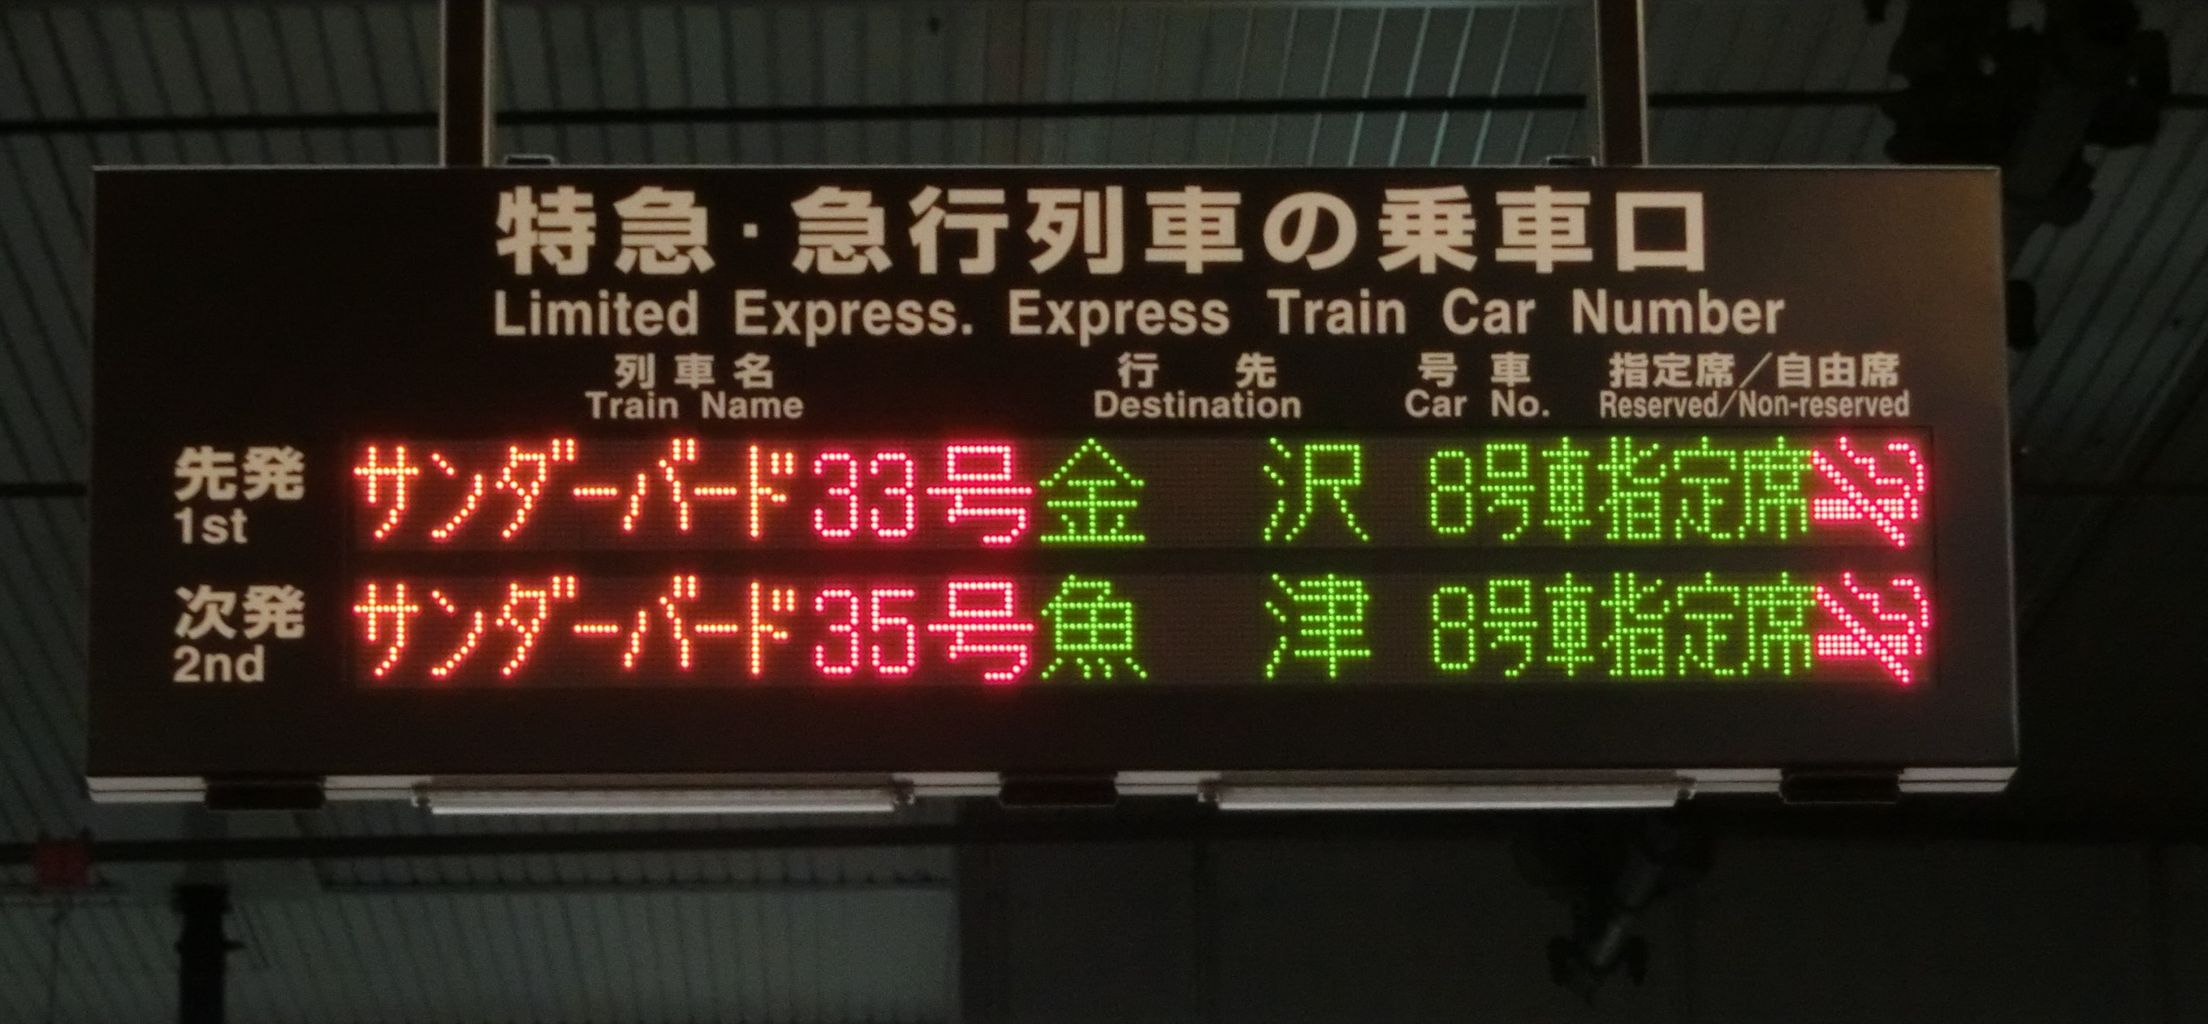 特急・急行列車の乗車口
Limited Express. Express Train Car Number
列車名 行先 号車 指定席／自由席
Train Name Destination Car No. Reserved/Non-reserved
先発 サンダーバード33号 金沢 8号車指定席
1st
次発 サンダーバード35号 魚津 8号車指定席
2nd